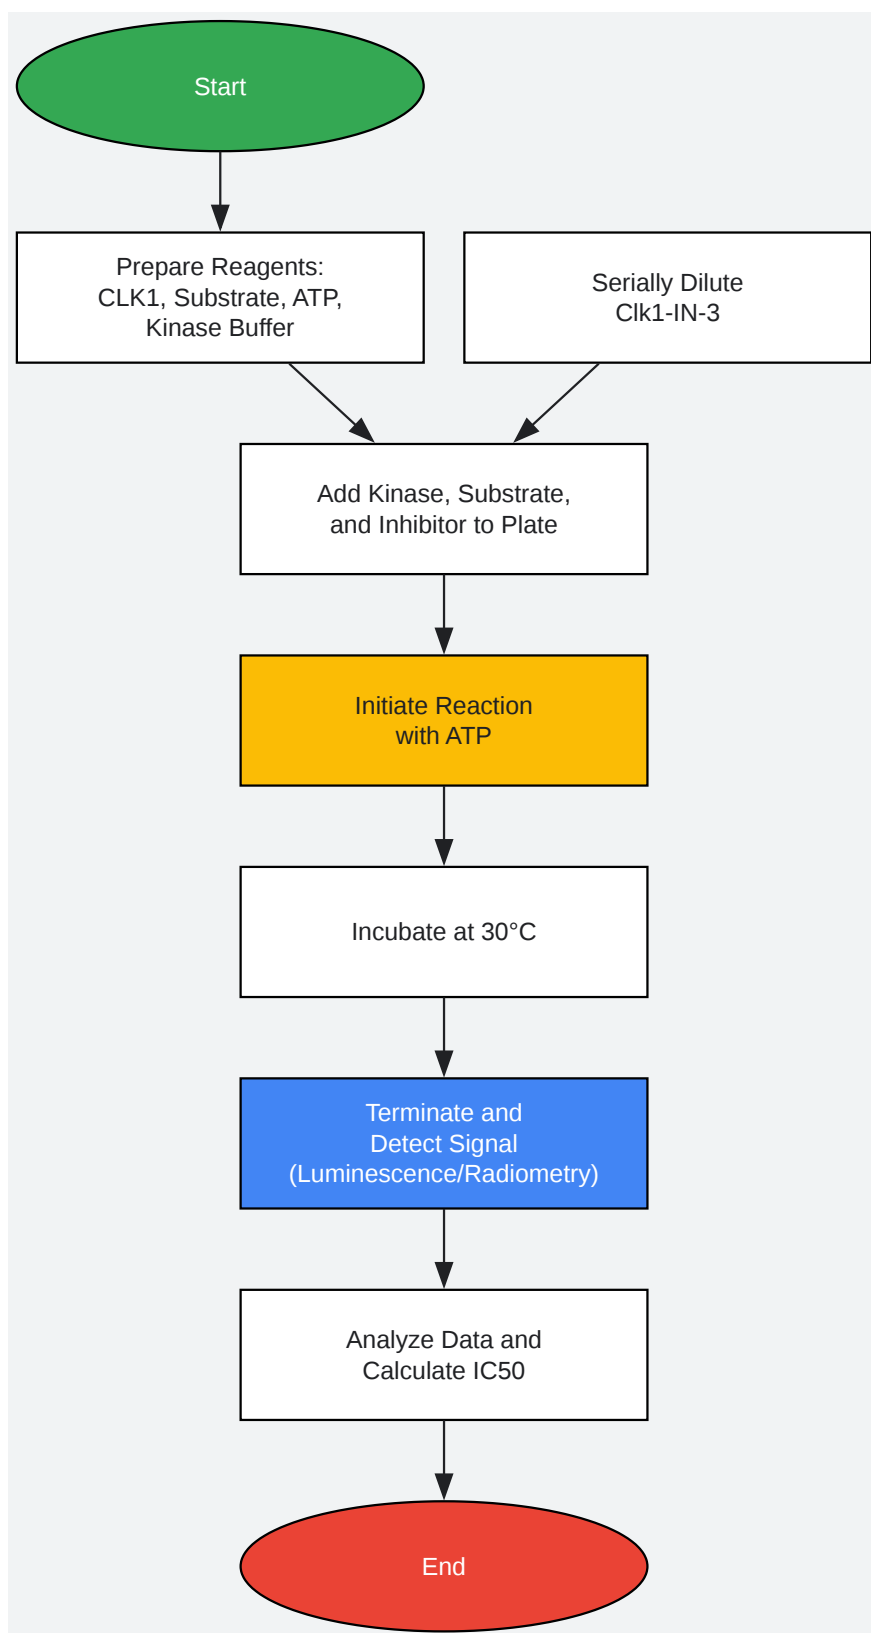 Start
Prepare Reagents:
CLK1, Substrate, ATP,
Kinase Buffer
Serially Dilute
Clk1-IN-3
Add Kinase, Substrate,
and Inhibitor to Plate
Initiate Reaction
with ATP
Incubate at 30°C
Terminate and
Detect Signal
(Luminescence/Radiometry)
Analyze Data and
Calculate IC50
End